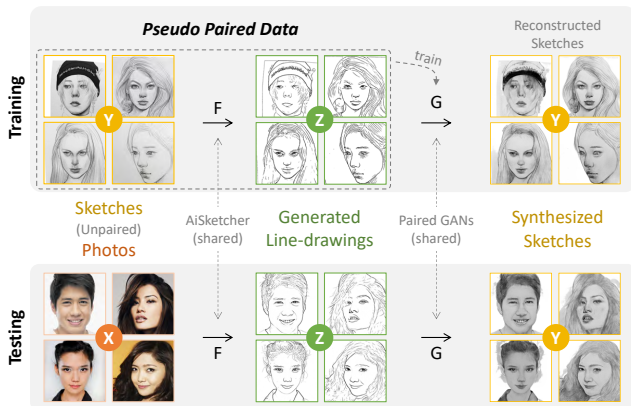 Pseudo Paired Data
Reconstructed
Sketches
train
Training
Y
F
Z
G
Y
Sketches
(Unpaired)
Photos
AiSketcher
(shared)
Generated
Line-drawings
Paired GANs
(shared)
Synthesized
Sketches
Testing
X
F
Z
G
Y